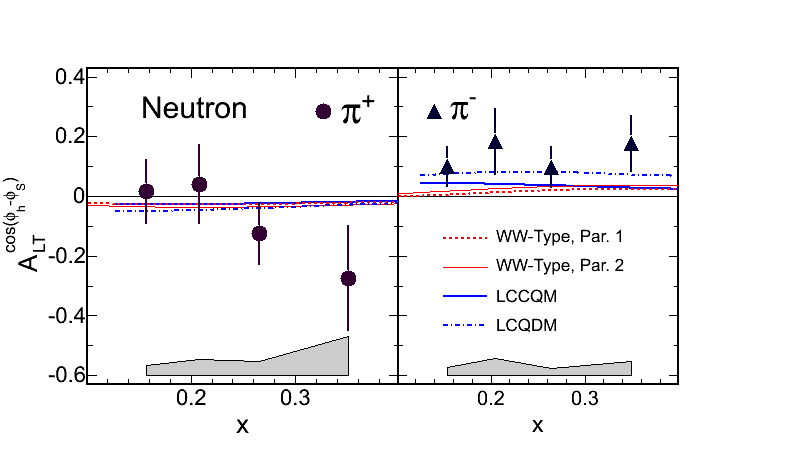 Neutron
π+
π-
0.4
0.2
0
-0.2
-0.4
-0.6
A_LT^cos(ϕ_h-ϕ_S)
WW-Type, Par. 1
WW-Type, Par. 2
LCCQM
LCQDM
0.2
0.3
0.2
0.3
x
x